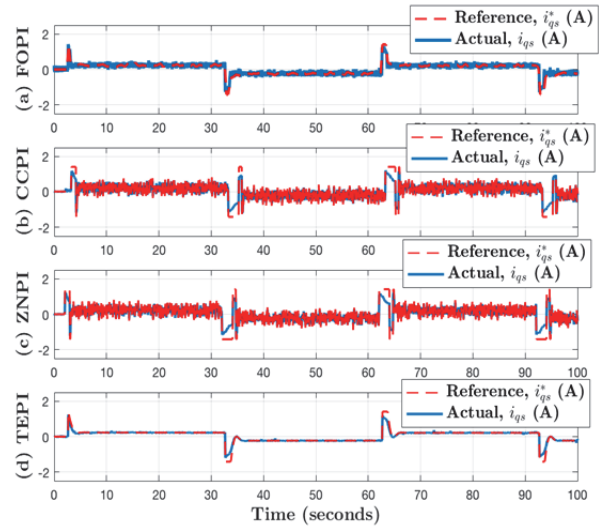 Reference, i*qs (A)
Actual, iqs (A)
(a) FOPI
2
0
-2
0 10 20 30 40 50 60 70 80 90 100
Reference, i*qs (A)
Actual, iqs (A)
(b) CCPI
2
0
-2
0 10 20 30 40 50 60 70 80 90 100
Reference, i*qs (A)
Actual, iqs (A)
(c) ZNPI
2
0
-2
0 10 20 30 40 50 60 70 80 90 100
Reference, i*qs (A)
Actual, iqs (A)
(d) TEPI
2
0
-2
0 10 20 30 40 50 60 70 80 90 100
Time (seconds)